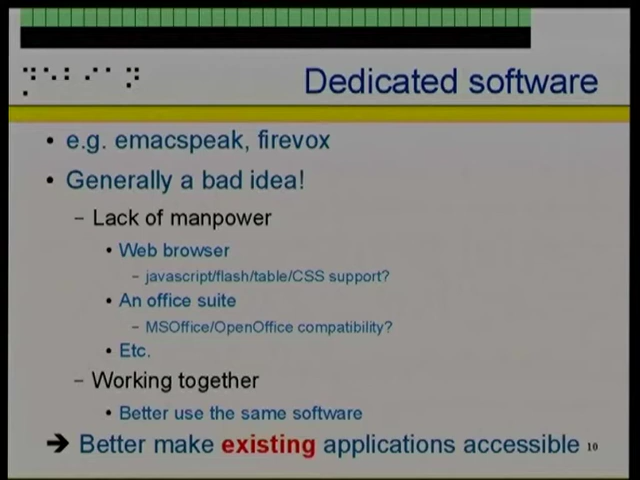 Dedicated software
• e.g. emacspeak, firevox
• Generally a bad idea!
– Lack of manpower
• Web browser
– javascript/flash/table/CSS support?
• An office suite
– MSOffice/OpenOffice compatibility?
• Etc.
– Working together
• Better use the same software
➔ Better make existing applications accessible 10